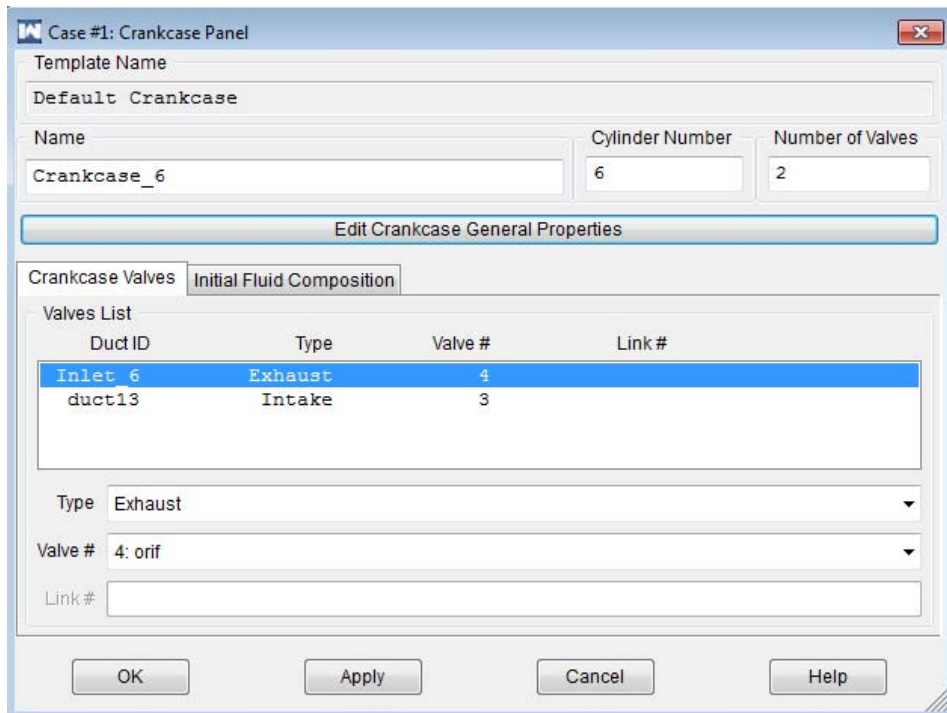 Case #1: Crankcase Panel
Template Name
Default Crankcase
Name Cylinder Number Number of Valves
Crankcase_6 6 2
Edit Crankcase General Properties
Crankcase Valves Initial Fluid Composition
Valves List
Duct ID Type Valve # Link #
Inlet_6 Exhaust 4
duct13 Intake 3
Type Exhaust
Valve # 4: orif
Link #
OK Apply Cancel Help